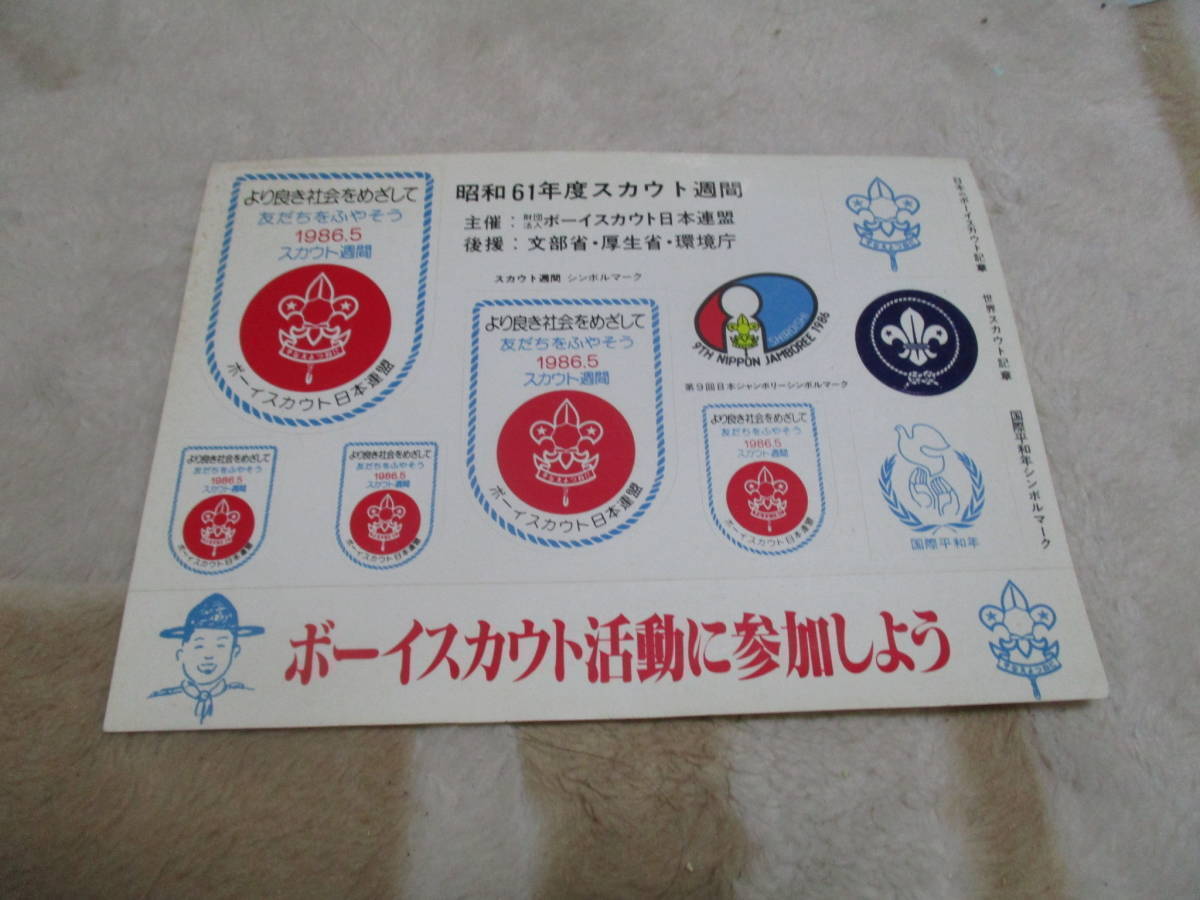 より良き社会をめざして
友だちをふやそう
1986.5
スカウト週間
ボーイスカウト日本連盟
昭和61年度スカウト週間
主催:財団法人ボーイスカウト日本連盟
後援:文部省・厚生省・環境庁
スカウト週間 シンボルマーク
より良き社会をめざして
友だちをふやそう
1986.5
スカウト週間
ボーイスカウト日本連盟
SHIROISHI
9TH NIPPON JAMBOREE 1986
第9回日本ジャンボリーシンボルマーク
日本のボーイスカウト記章
世界スカウト記章
国際平和年シンボルマーク
より良き社会をめざして
友だちをふやそう
1986.5
スカウト週間
ボーイスカウト日本連盟
より良き社会をめざして
友だちをふやそう
1986.5
スカウト週間
ボーイスカウト日本連盟
より良き社会をめざして
友だちをふやそう
1986.5
スカウト週間
ボーイスカウト日本連盟
国際平和年
ボーイスカウト活動に参加しよう